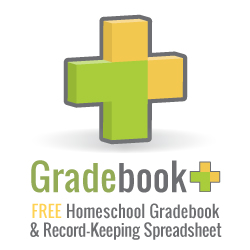 Gradebook+
FREE Homeschool Gradebook
& Record-Keeping Spreadsheet